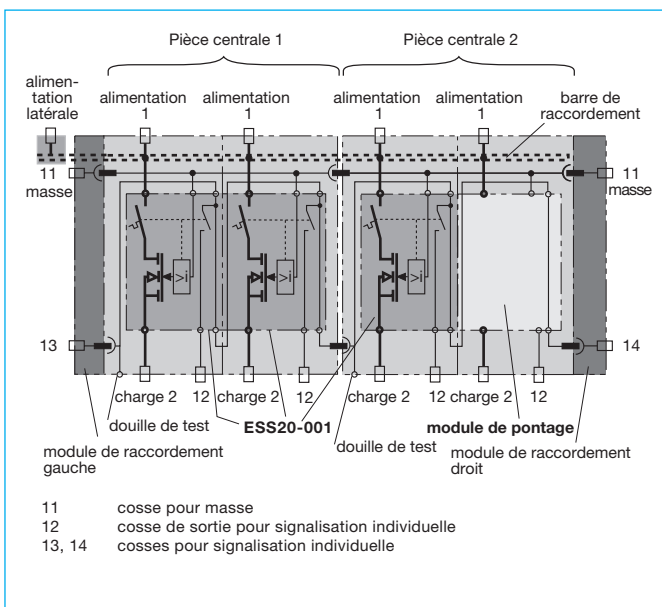 Pièce centrale 1
Pièce centrale 2
alimen-
tation
latérale
alimentation
1
alimentation
1
alimentation
1
alimentation
1
barre de
raccordement
11
masse
11
masse
>i
>i
>i
13
14
charge 2
12
charge 2
12
charge 2
12
charge 2
12
douille de test
ESS20-001
douille de test
module de pontage
module de raccordement
gauche
module de raccordement
droit
11 cosse pour masse
12 cosse de sortie pour signalisation individuelle
13, 14 cosses pour signalisation individuelle